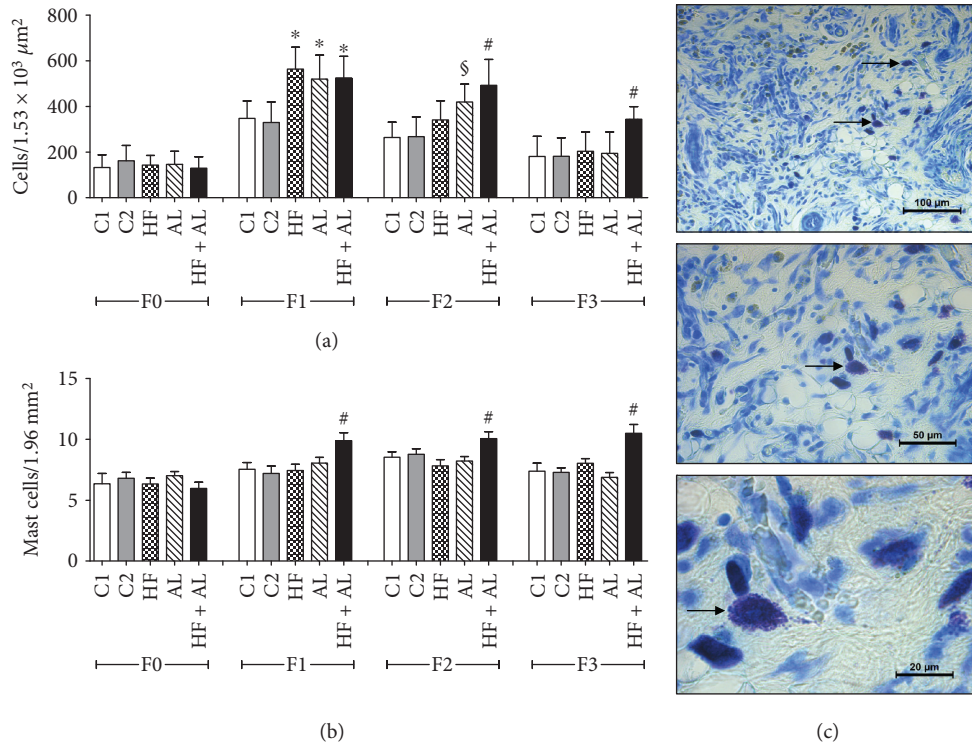 800
600
400
200
0
Cells/1.53 × 10³ μm²
* * *
§ #
#
C1 C2 HF AL HF + AL C1 C2 HF AL HF + AL C1 C2 HF AL HF + AL C1 C2 HF AL HF + AL
F0 F1 F2 F3
(a)
15
10
5
0
Mast cells/1.96 mm²
# # #
C1 C2 HF AL HF + AL C1 C2 HF AL HF + AL C1 C2 HF AL HF + AL C1 C2 HF AL HF + AL
F0 F1 F2 F3
(b)
100 μm
50 μm
20 μm
(c)